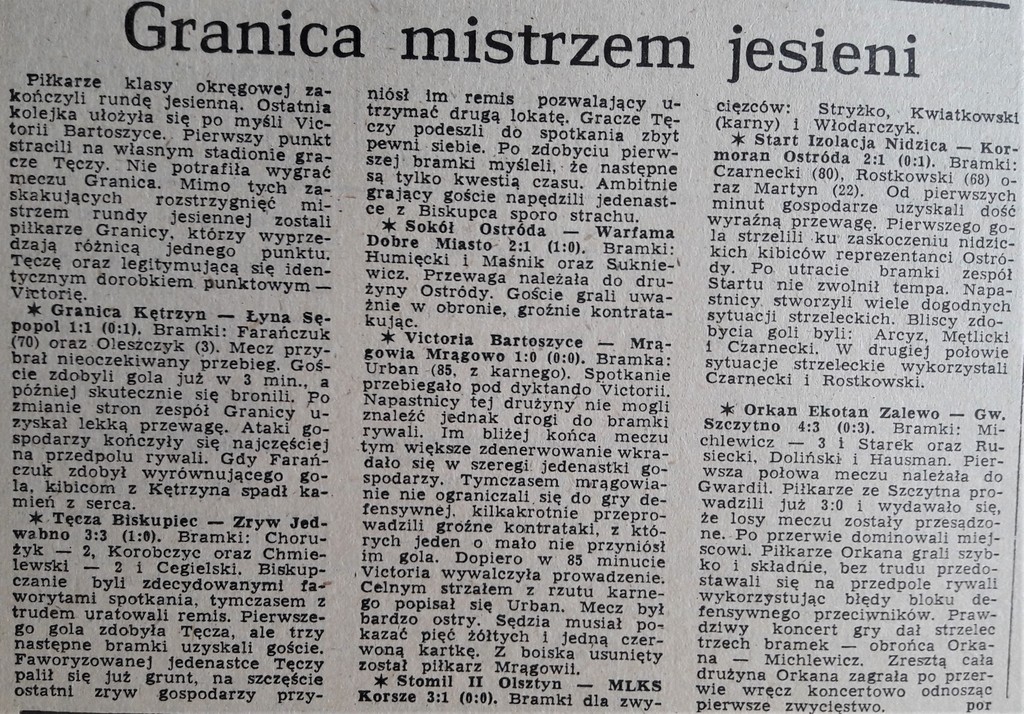 Granica mistrzem jesieni
Piłkarze klasy okręgowej za-
kończyli rundę jesienną. Ostatnia
kolejka ułożyła się po myśli Vic-
torii Bartoszyce. Pierwszy punkt
stracili na własnym stadionie gra-
cze Tęczy. Nie potrafiła wygrać
meczu Granica. Mimo tych za-
skakujących rozstrzygnięć mi-
strzem rundy jesiennej zostali
piłkarze Granicy, którzy wyprze-
dzają różnicą jednego punktu.
Tęczę oraz legitymującą się iden-
tycznym dorobkiem punktowym —
Victorię.
✶ Granica Kętrzyn — Łyna Sę-
popol 1:1 (0:1). Bramki: Farańczuk
(70) oraz Oleszczyk (3). Mecz przy-
brał nieoczekiwany przebieg. Goś-
cie zdobyli gola już w 3 min., a
później skutecznie się bronili. Po
zmianie stron zespół Granicy u-
zyskał lekką przewagę. Ataki go-
spodarzy kończyły się najczęściej
na przedpolu rywali. Gdy Farań-
czuk zdobył wyrównującego go-
la, kibicom z Kętrzyna spadł ka-
mień z serca.
✶ Tęcza Biskupiec — Zryw Jed-
wabno 3:3 (1:0). Bramki: Choru-
żyk — 2, Korobczyc oraz Chmie-
lewski — 2 i Cegielski. Biskup-
czanie byli zdecydowanymi fa-
worytami spotkania, tymczasem z
trudem uratowali remis. Pierwsze-
go gola zdobyła Tęcza, ale trzy
następne bramki uzyskali goście.
Faworyzowanej jedenastce Tęczy
palił się już grunt, na szczęście
ostatni zryw gospodarzy przy-
niósł im remis pozwalający u-
trzymać drugą lokatę. Gracze Tę-
czy podeszli do spotkania zbyt
pewni siebie. Po zdobyciu pierw-
szej bramki myśleli, że następne
są tylko kwestią czasu. Ambitnie
grający goście napędzili jedenast-
ce z Biskupca sporo strachu.
✶ Sokół Ostróda — Warfama
Dobre Miasto 2:1 (1:0). Bramki:
Humięcki i Maśnik oraz Suknie-
wicz. Przewaga należała do dru-
żyny Ostródy. Goście grali uwa-
żnie w obronie, groźnie kontrata-
kując.
✶ Victoria Bartoszyce — Mrą-
gowia Mrągowo 1:0 (0:0). Bramka:
Urban (85, z karnego). Spotkanie
przebiegało pod dyktando Victorii.
Napastnicy tej drużyny nie mogli
znaleźć jednak drogi do bramki
rywali. Im bliżej końca meczu
tym większe zdenerwowanie wkra-
dało się w szeregi jedenastki go-
spodarzy. Tymczasem mrągowia-
nie nie ograniczali się do gry de-
fensywnej, kilkakrotnie przepro-
wadzili groźne kontrataki, z któ-
rych jeden o mało nie przyniósł
im gola. Dopiero w 85 minucie
Victoria wywalczyła prowadzenie.
Celnym strzałem z rzutu karne-
go popisał się Urban. Mecz był
bardzo ostry. Sędzia musiał po-
kazać pięć żółtych i jedną czer-
woną kartkę. Z boiska usunięty
został piłkarz Mrągowii.
✶ Stomil II Olsztyn — MLKS
Korsze 3:1 (0:0). Bramki dla zwy-
cięzców: Stryżko, Kwiatkowski
(karny) i Włodarczyk.
✶ Start Izolacja Nidzica — Kor-
moran Ostróda 2:1 (0:1). Bramki:
Czarnecki (80), Rostkowski (68) o-
raz Martyn (22). Od pierwszych
minut gospodarze uzyskali dość
wyraźną przewagę. Pierwszego go-
la strzelili ku zaskoczeniu nidzic-
kich kibiców reprezentanci Ostró-
dy. Po utracie bramki zespół
Startu nie zwolnił tempa. Napa-
stnicy stworzyli wiele dogodnych
sytuacji strzeleckich. Bliscy zdo-
bycia goli byli: Arcyz, Mętlicki
i Czarnecki. W drugiej połowie
sytuacje strzeleckie wykorzystali
Czarnecki i Rostkowski.
✶ Orkan Ekotan Zalewo — Gw.
Szczytno 4:3 (0:3). Bramki: Mi-
chlewicz — 3 i Starek oraz Ru-
siecki, Doliński i Hausman. Pier-
wsza połowa meczu należała do
Gwardii. Piłkarze ze Szczytna pro-
wadzili już 3:0 i wydawało się,
że losy meczu zostały przesądzo-
ne. Po przerwie dominowali miej-
scowi. Piłkarze Orkana grali szyb-
ko i składnie, bez trudu przedo-
stawali się na przedpole rywali
wykorzystując błędy bloku de-
fensywnego przeciwników. Praw-
dziwy koncert gry dał strzelec
trzech bramek — obrońca Orka-
na — Michlewicz. Zresztą cała
drużyna Orkana zagrała po przer-
wie wręcz koncertowo odnosząc
pierwsze zwycięstwo. por